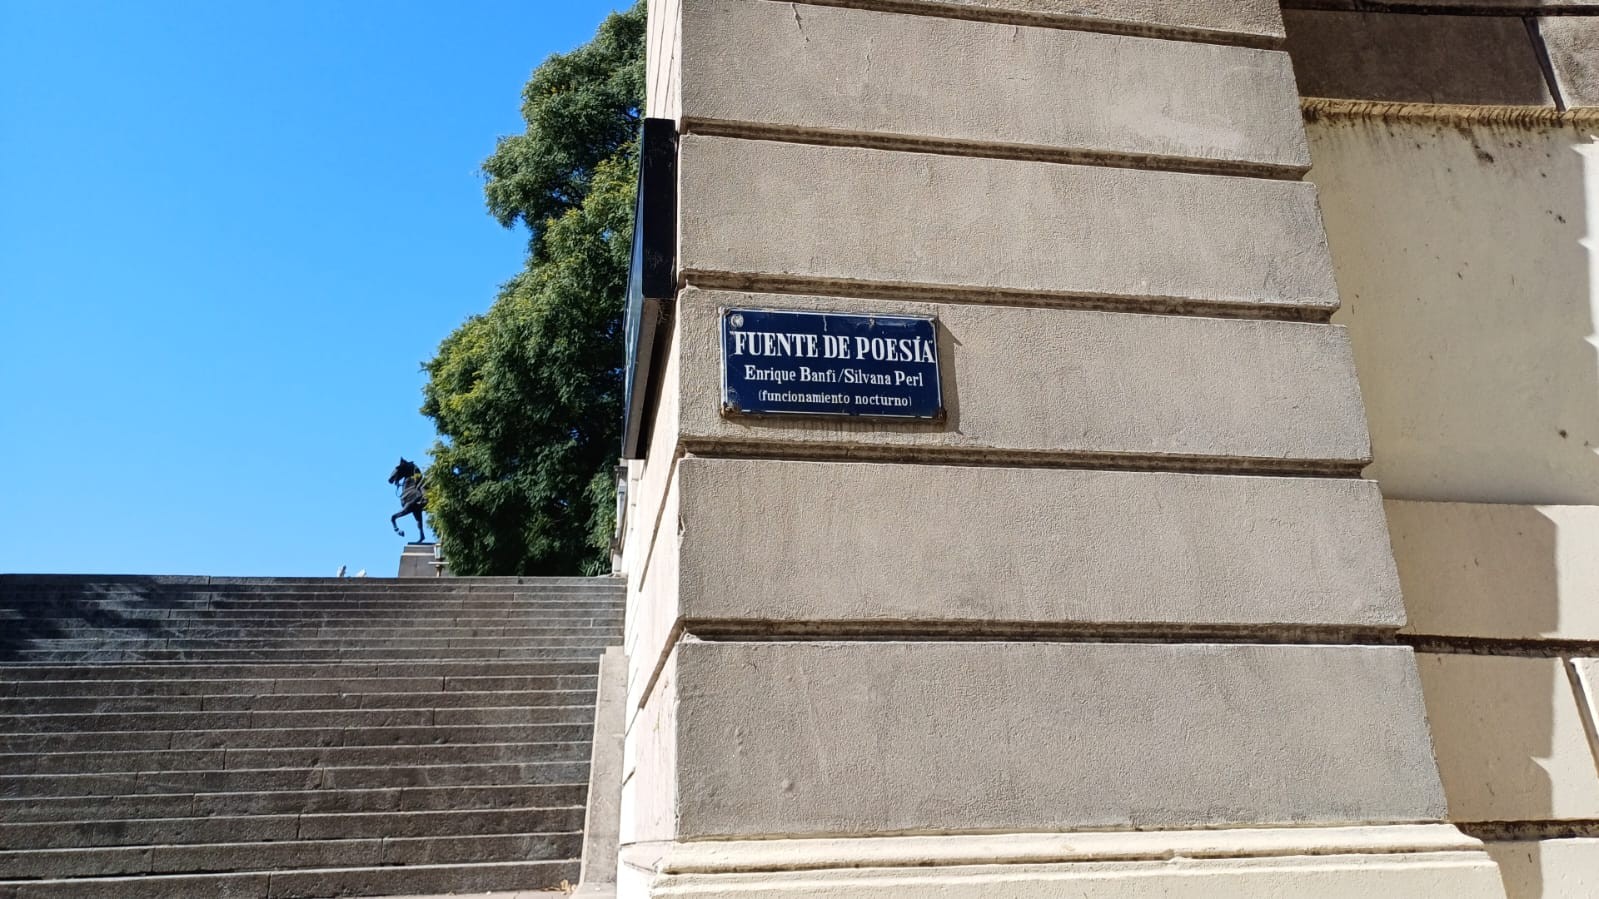 "FUENTE DE POESÍA"
Enrique Banfi/Silvana Perl
(funcionamiento nocturno)